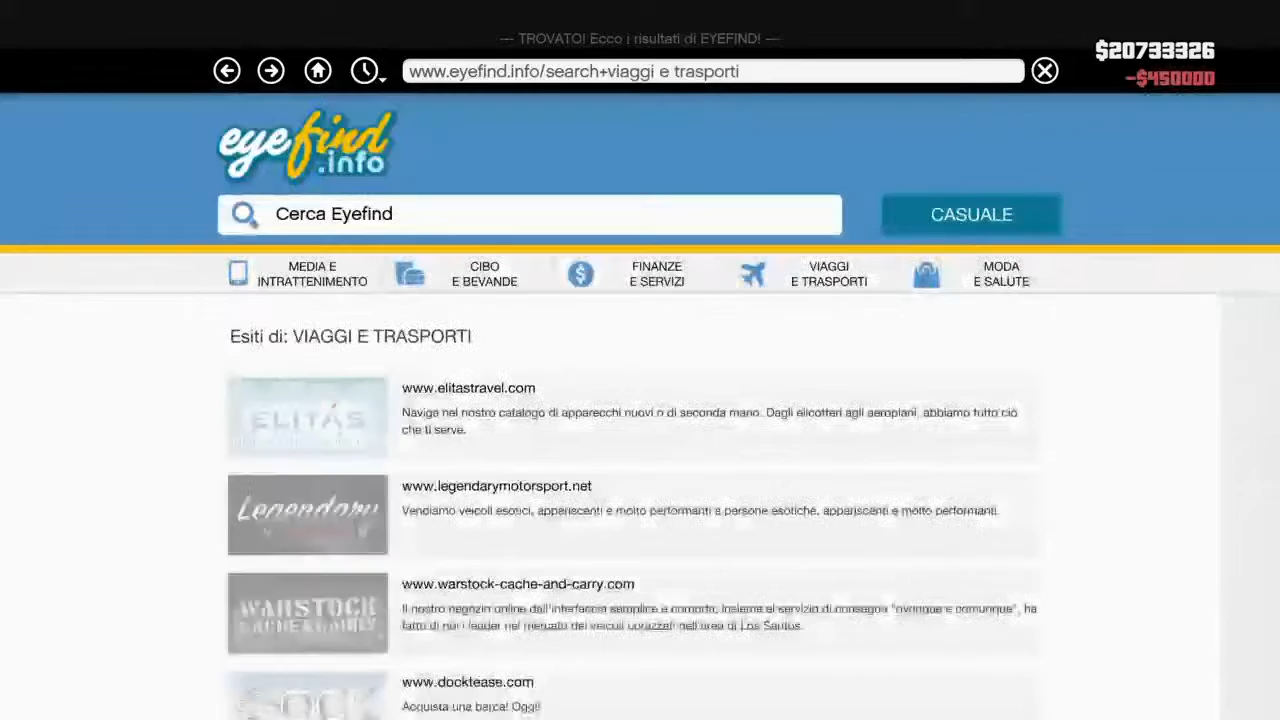 --- TROVATO! Ecco i risultati di EYEFIND! ---
$20733326
www.eyefind.info/search+viaggi e trasporti
-$450000
eyefind
.info
Cerca Eyefind
CASUALE
MEDIA E
INTRATTENIMENTO
CIBO
E BEVANDE
FINANZE
E SERVIZI
VIAGGI
E TRASPORTI
MODA
E SALUTE
Esiti di: VIAGGI E TRASPORTI
ELITÁS
www.elitastravel.com
Naviga nel nostro catalogo di apparecchi nuovi o di seconda mano. Dagli elicotteri agli aeroplani, abbiamo tutto ciò
che ti serve.
Legendary
www.legendarymotorsport.net
Vendiamo veicoli esotici, appariscenti e molto performanti a persone esotiche, appariscenti e molto performanti.
WARSTOCK
CACHE & CARRY
www.warstock-cache-and-carry.com
Il nostro negozio online dall'interfaccia semplice e comoda, insieme al servizio di consegna "ovunque e comunque", ha
fatto di noi i leader nel mercato dei veicoli corazzati nell'area di Los Santos.
DOCK
www.docktease.com
Acquista una barca! Oggi!